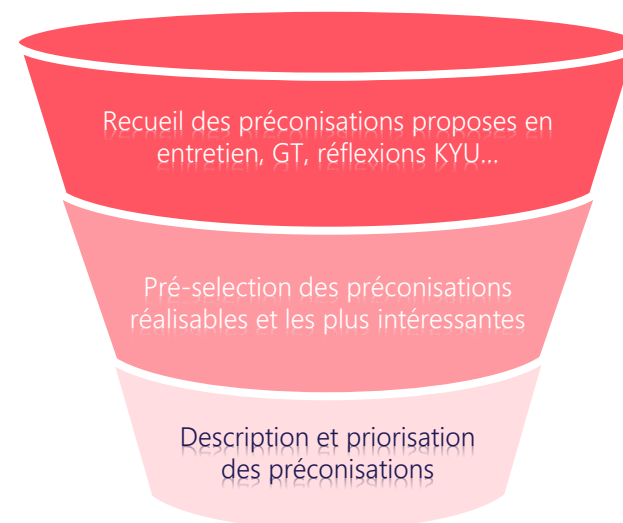 Recueil des préconisations proposes en
entretien, GT, réflexions KYU...
Pré-selection des préconisations
réalisables et les plus intéressantes
Description et priorisation
des préconisations